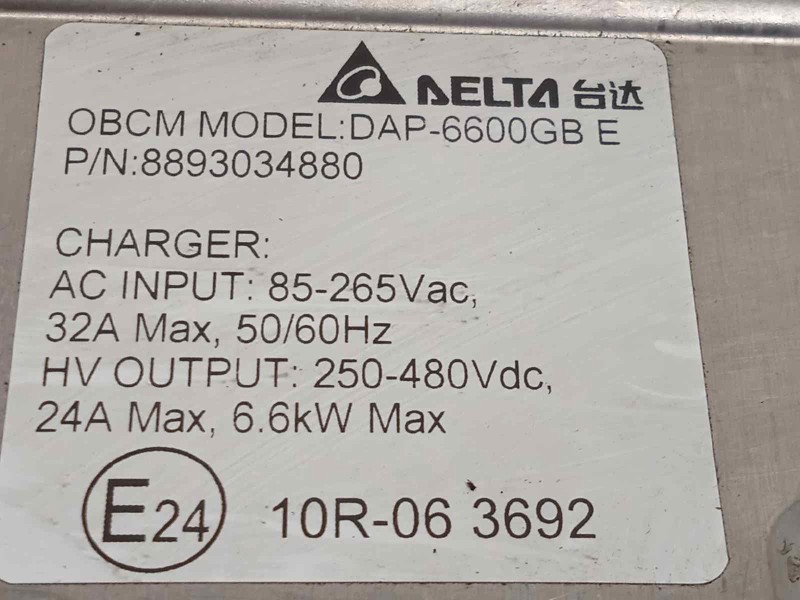 DELTA 台达
OBCM MODEL:DAP-6600GB E
P/N:8893034880
CHARGER:
AC INPUT: 85-265Vac,
32A Max, 50/60Hz
HV OUTPUT: 250-480Vdc,
24A Max, 6.6kW Max
E24 10R-06 3692